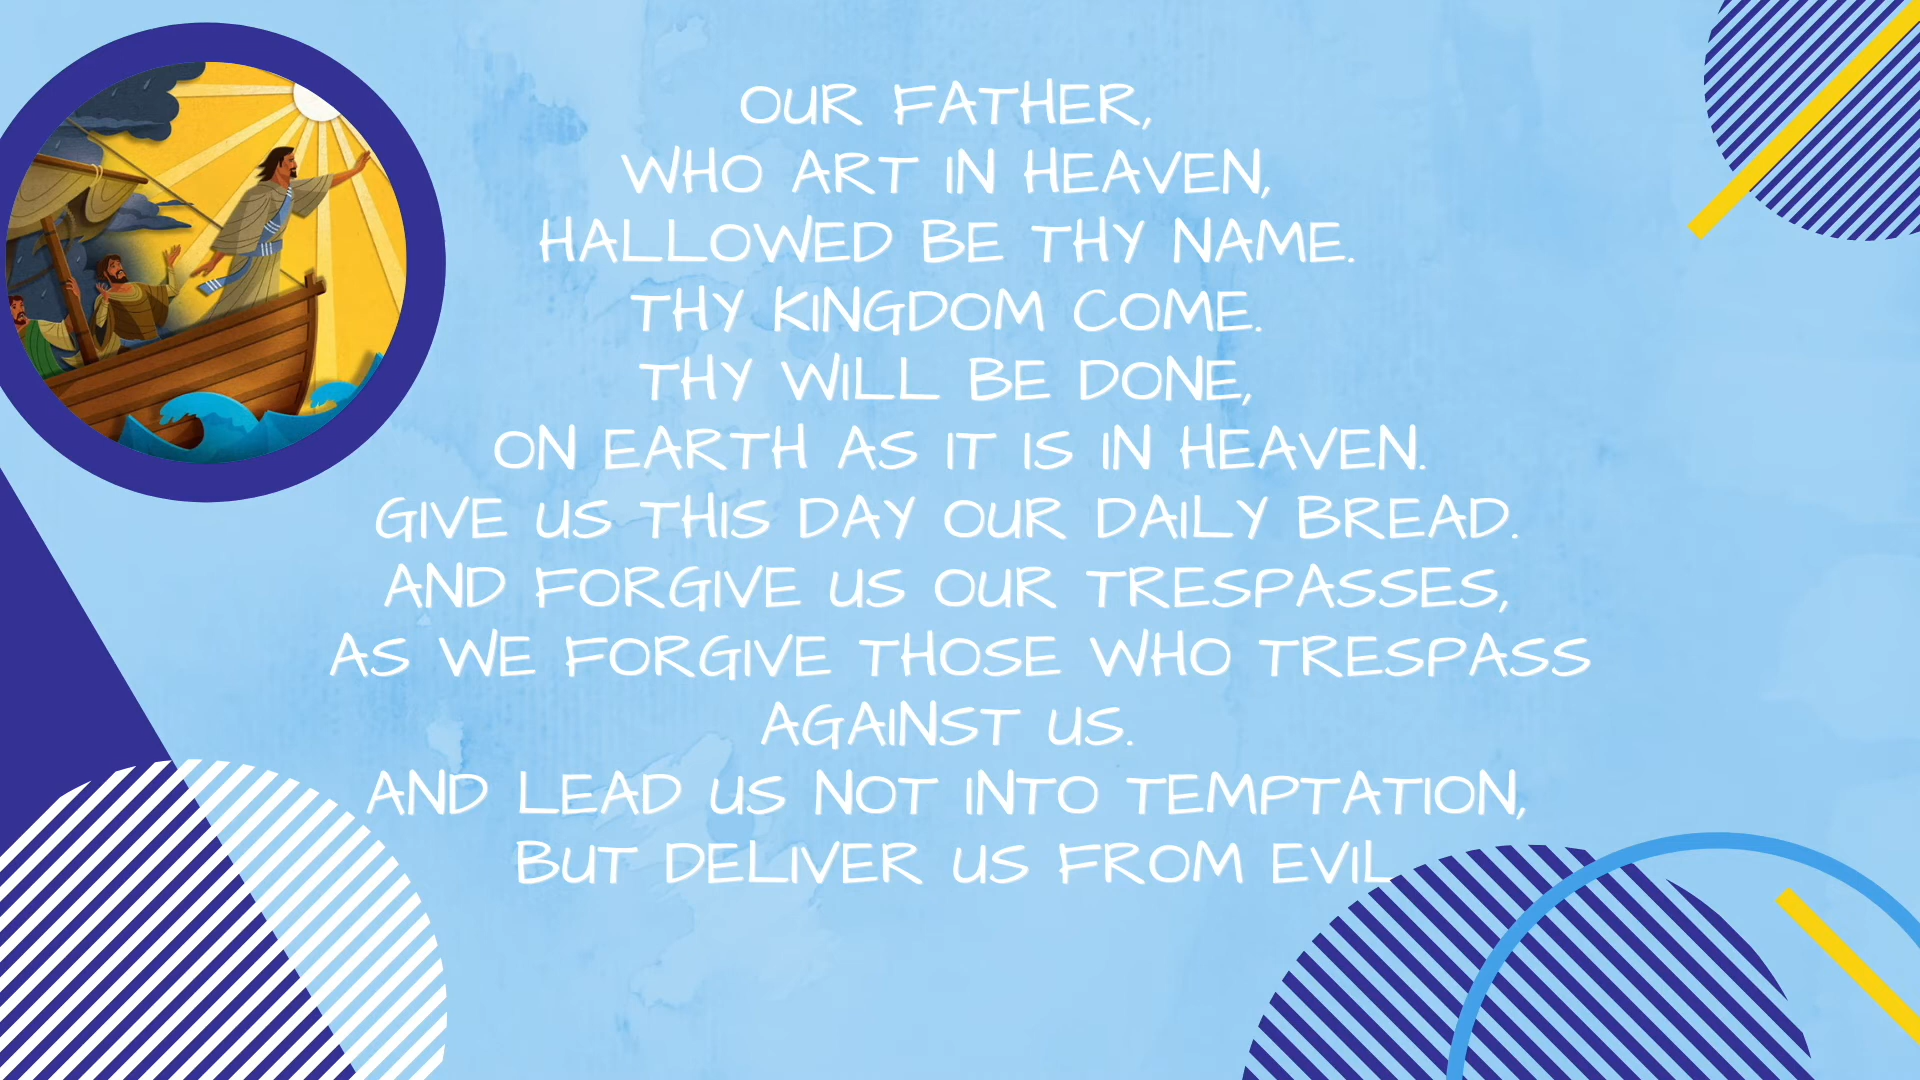 OUR FATHER,
WHO ART IN HEAVEN,
HALLOWED BE THY NAME.
THY KINGDOM COME.
THY WILL BE DONE,
ON EARTH AS IT IS IN HEAVEN.
GIVE US THIS DAY OUR DAILY BREAD.
AND FORGIVE US OUR TRESPASSES,
AS WE FORGIVE THOSE WHO TRESPASS
AGAINST US.
AND LEAD US NOT INTO TEMPTATION,
BUT DELIVER US FROM EVIL